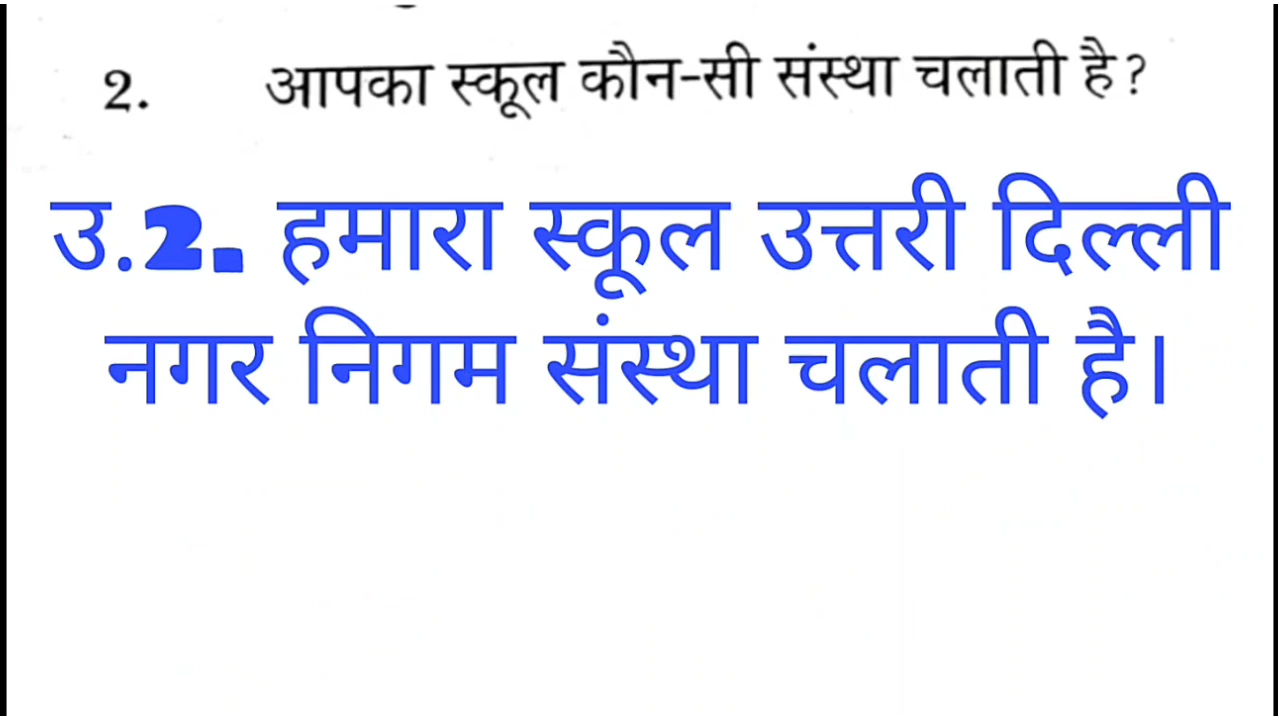 2. आपका स्कूल कौन-सी संस्था चलाती है?
उ.2. हमारा स्कूल उत्तरी दिल्ली
नगर निगम संस्था चलाती है।